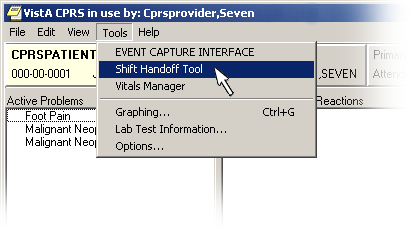 VistA CPRS in use by: Cprsprovider,Seven
File Edit View Tools Help
CPRSPATIENT
000-00-0001
EVENT CAPTURE INTERFACE
Shift Handoff Tool
Vitals Manager
Graphing... Ctrl+G
Lab Test Information...
Options...
,SEVEN
Prima
Attend
Active Problems
Foot Pain
Malignant Neop
Malignant Neop
Reactions